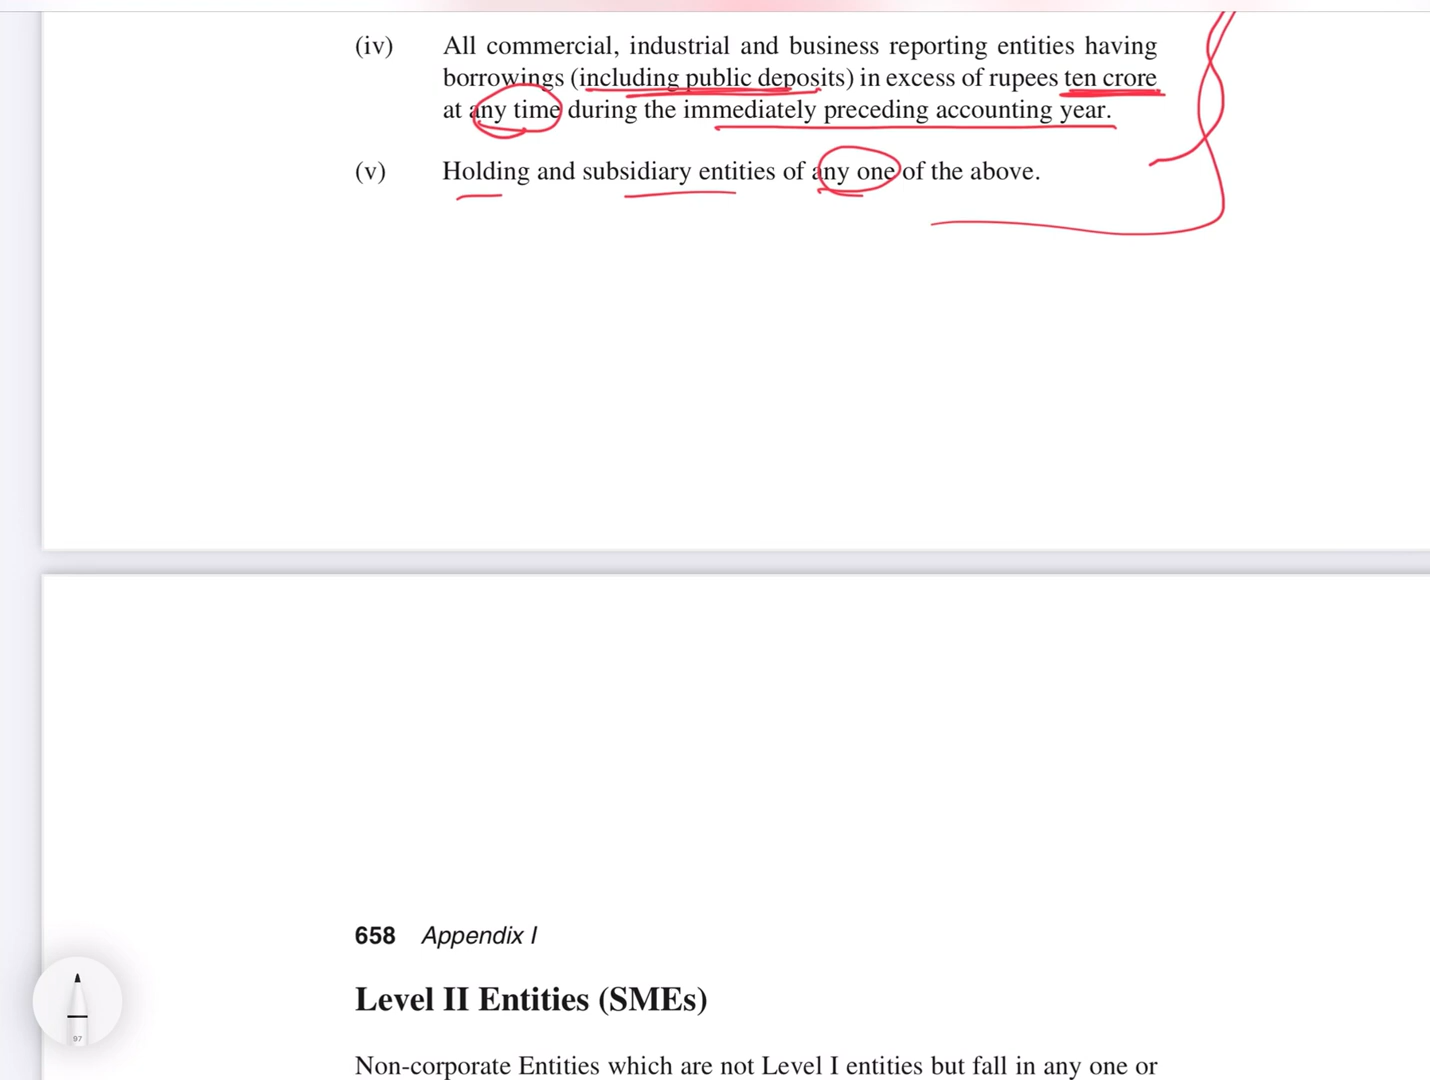 (iv) All commercial, industrial and business reporting entities having
borrowings (including public deposits) in excess of rupees ten crore
at any time during the immediately preceding accounting year.
(v) Holding and subsidiary entities of any one of the above.
658 Appendix I
Level II Entities (SMEs)
97
Non-corporate Entities which are not Level I entities but fall in any one or